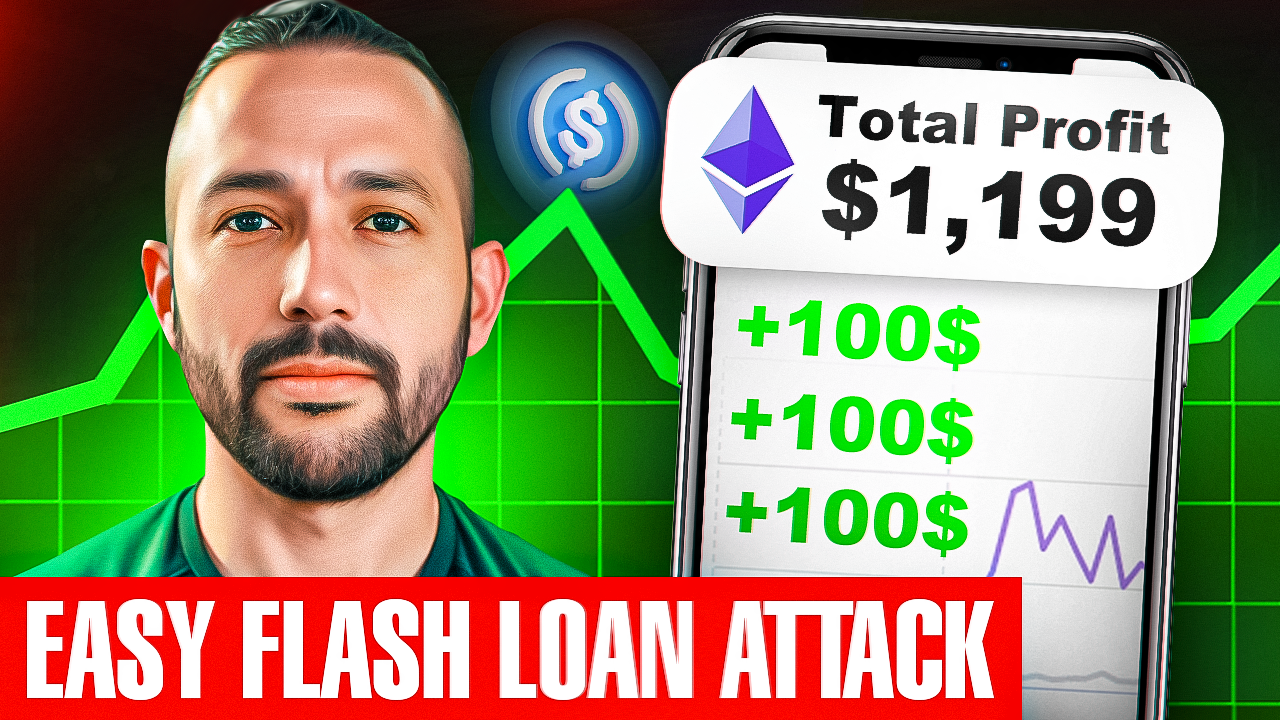 Total Profit
$1,199
+100$
+100$
+100$
EASY FLASH LOAN ATTACK